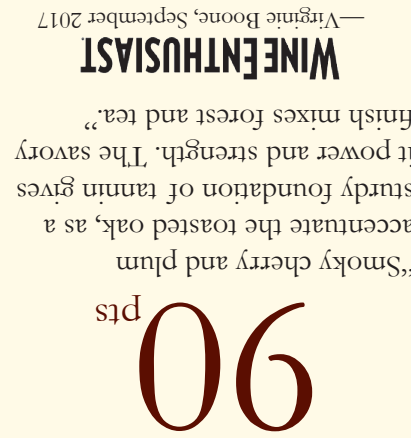 90 pts
“Smoky cherry and plum
accentuate the toasted oak, as a
sturdy foundation of tannin gives
it power and strength. The savory
finish mixes forest and tea.”
WINE ENTHUSIAST
—Virginie Boone, September 2017